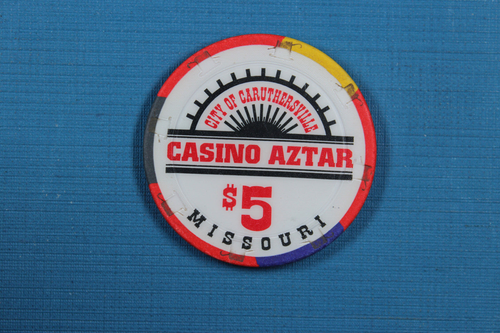 CITY OF CARUTHERSVILLE
CASINO AZTAR
$5
MISSOURI